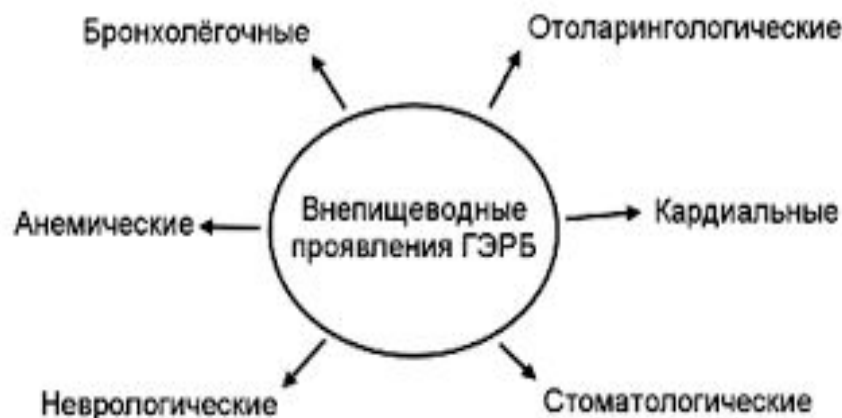 Бронхолёгочные
Отоларингологические
Анемические
Внепищеводные
проявления ГЭРБ
Кардиальные
Неврологические
Стоматологические